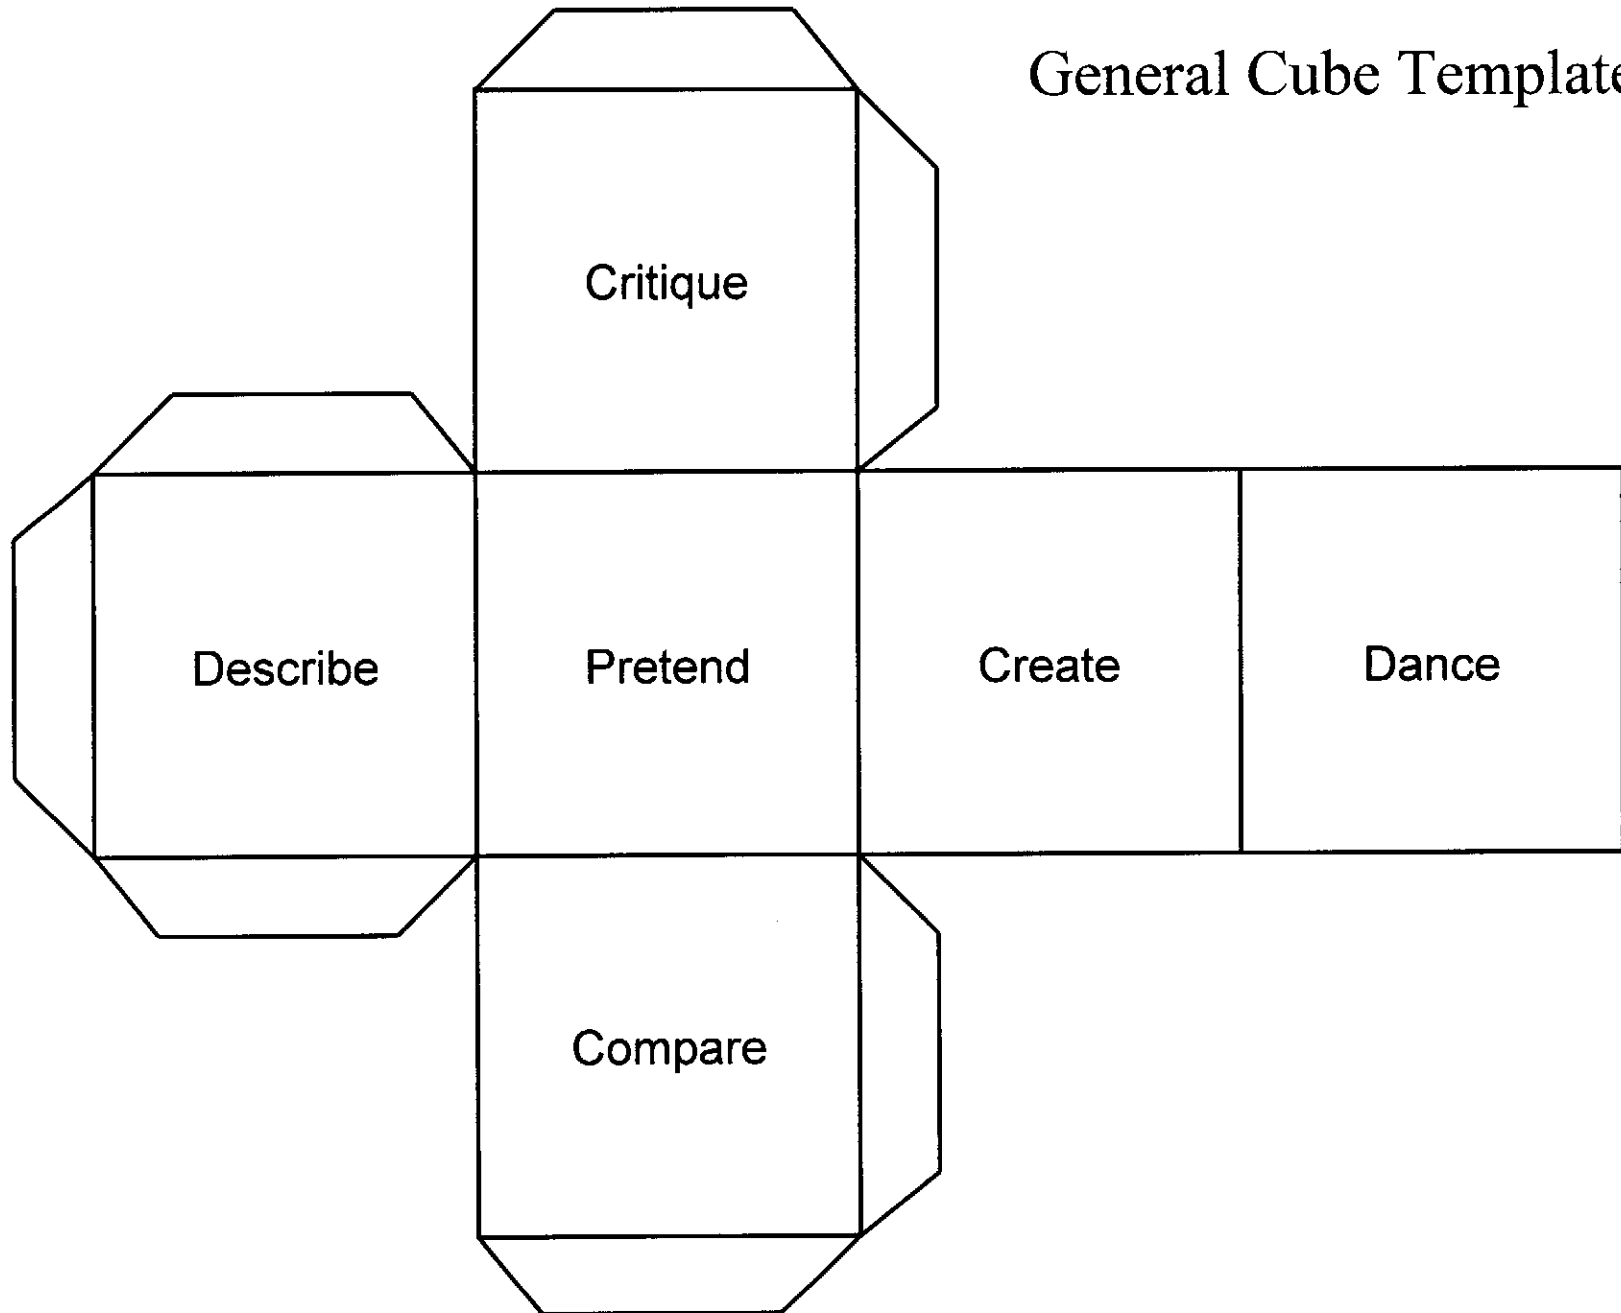 General Cube Template
Critique
Describe
Pretend
Create
Dance
Compare